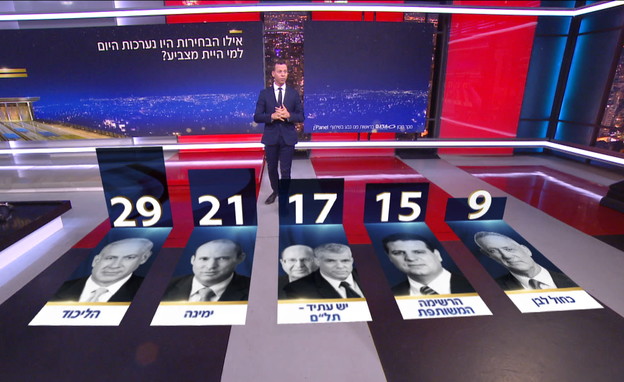 אילו הבחירות היו נערכות היום
למי היית מצביע?
29
21
17
15
9
הליכוד
ימינה
יש עתיד -
תל״ם
הרשימה
המשותפת
כחול לבן